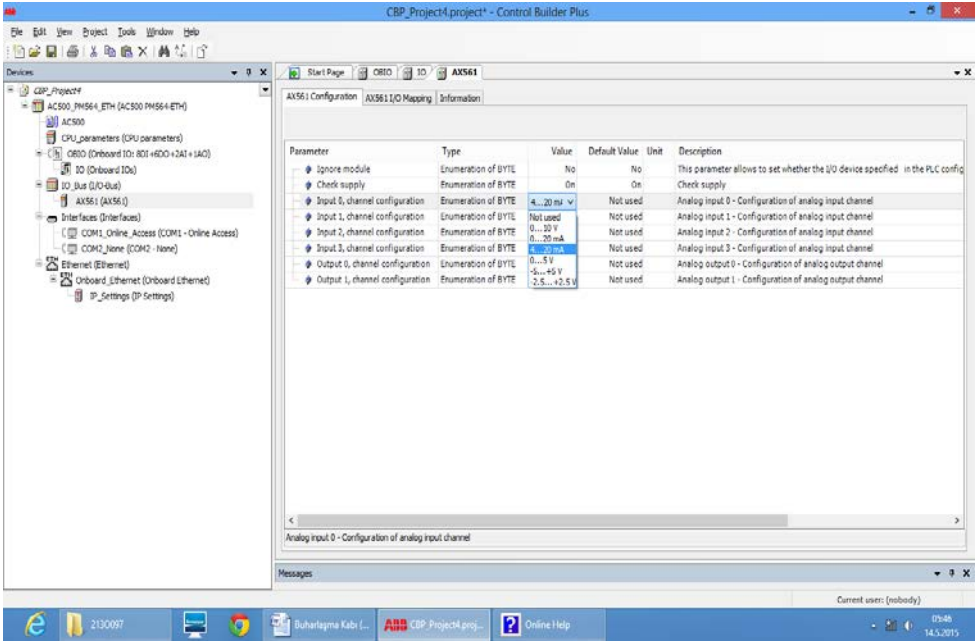 ABB
CBP_Project4.project* - Control Builder Plus
File Edit View Project Tools Window Help
Devices
Start Page OBIO IO AX561
CBP_Project4
AC500_PM564_ETH (AC500 PM564-ETH)
AC500
CPU_parameters (CPU parameters)
OBIO (Onboard IO: 8DI+6DO+2AI+1AO)
IO (Onboard IOs)
IO_Bus (I/O-Bus)
AX561 (AX561)
Interfaces (Interfaces)
COM1_Online_Access (COM1 - Online Access)
COM2_None (COM2 - None)
Ethernet (Ethernet)
Onboard_Ethernet (Onboard Ethernet)
IP_Settings (IP Settings)
AX561 Configuration AX561 I/O Mapping Information
Parameter Type Value Default Value Unit Description
Ignore module Enumeration of BYTE No No This parameter allows to set whether the I/O device specified in the PLC config
Check supply Enumeration of BYTE On On Check supply
Input 0, channel configuration Enumeration of BYTE 4...20 mA Not used Analog input 0 - Configuration of analog input channel
Input 1, channel configuration Enumeration of BYTE Not used Analog input 1 - Configuration of analog input channel
Input 2, channel configuration Enumeration of BYTE Not used Analog input 2 - Configuration of analog input channel
Input 3, channel configuration Enumeration of BYTE Not used Analog input 3 - Configuration of analog input channel
Output 0, channel configuration Enumeration of BYTE Not used Analog output 0 - Configuration of analog output channel
Output 1, channel configuration Enumeration of BYTE Not used Analog output 1 - Configuration of analog output channel
Not used
0...10 V
0...20 mA
4...20 mA
0...5 V
-5...+5 V
-2.5...+2.5 V
Analog input 0 - Configuration of analog input channel
Messages
Current user: (nobody)
2130097
Buharlaşma Kabı (...
ABB CBP_Project4.proj...
Online Help
05:46
14.5.2015